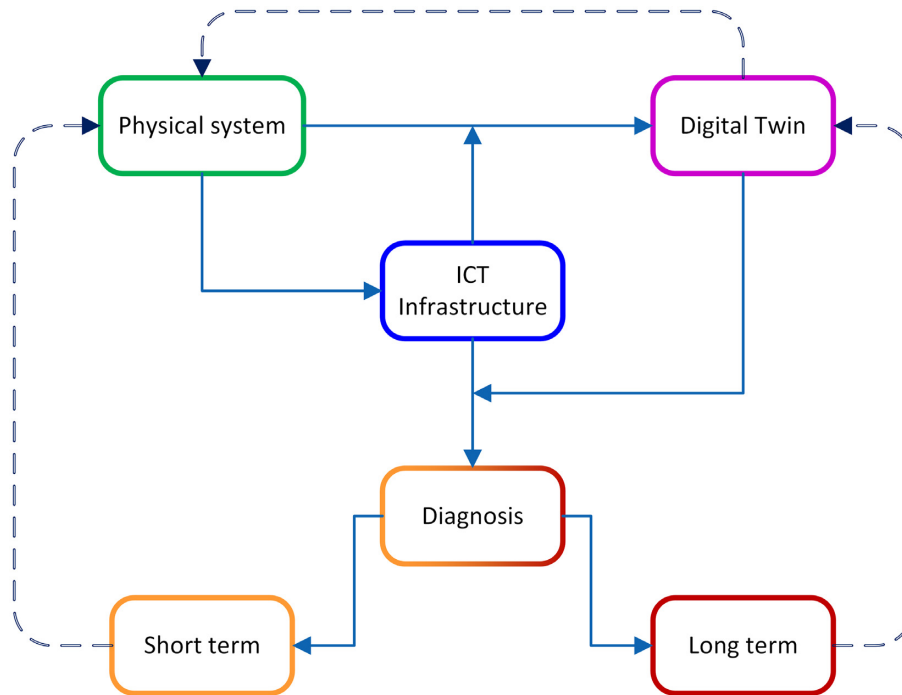 Physical system
Digital Twin
ICT
Infrastructure
Diagnosis
Short term
Long term